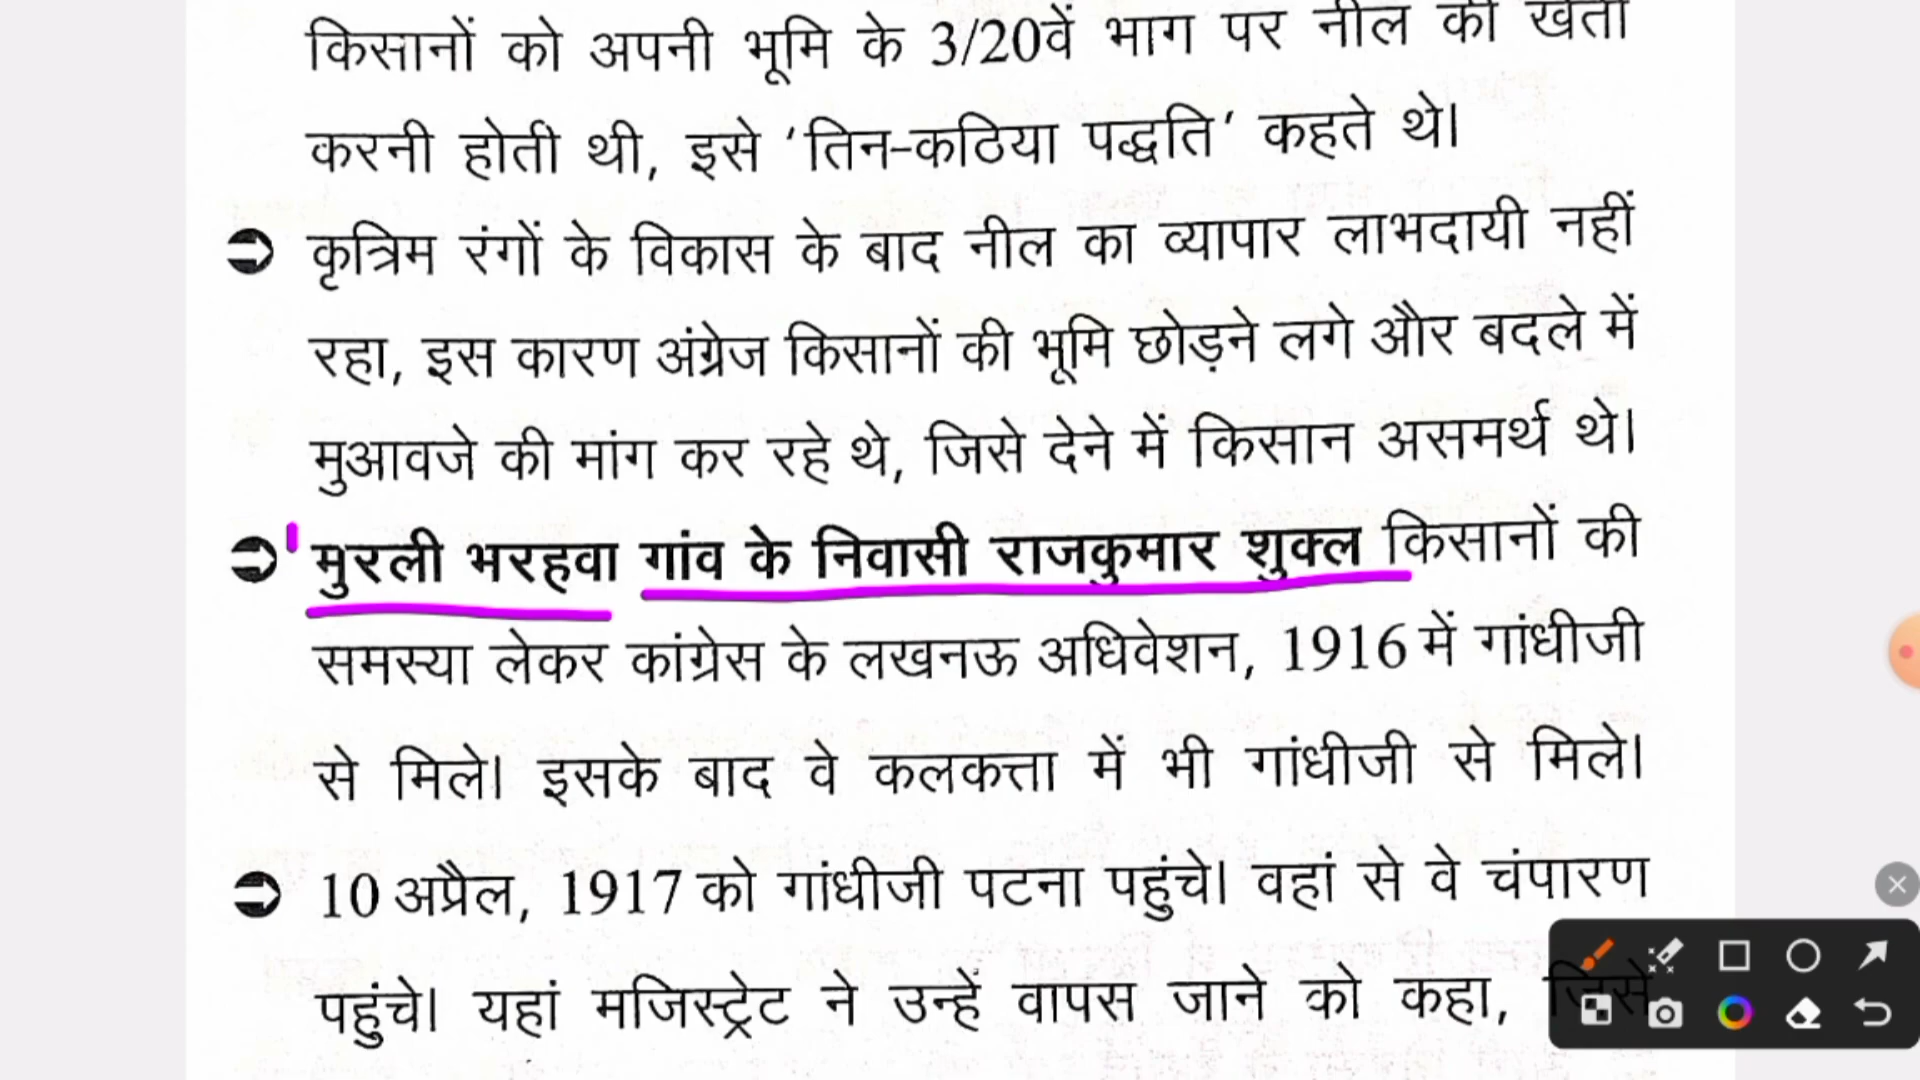 किसानों को अपनी भूमि के 3/20वें भाग पर नील की खेती
करनी होती थी, इसे ‘तिन-कठिया पद्धति’ कहते थे।
कृत्रिम रंगों के विकास के बाद नील का व्यापार लाभदायी नहीं
रहा, इस कारण अंग्रेज किसानों की भूमि छोड़ने लगे और बदले में
मुआवजे की मांग कर रहे थे, जिसे देने में किसान असमर्थ थे।
मुरली भरहवा गांव के निवासी राजकुमार शुक्ल किसानों की
समस्या लेकर कांग्रेस के लखनऊ अधिवेशन, 1916 में गांधीजी
से मिले। इसके बाद वे कलकत्ता में भी गांधीजी से मिले।
10 अप्रैल, 1917 को गांधीजी पटना पहुंचे। वहां से वे चंपारण
पहुंचे। यहां मजिस्ट्रेट ने उन्हें वापस जाने को कहा, जिसे